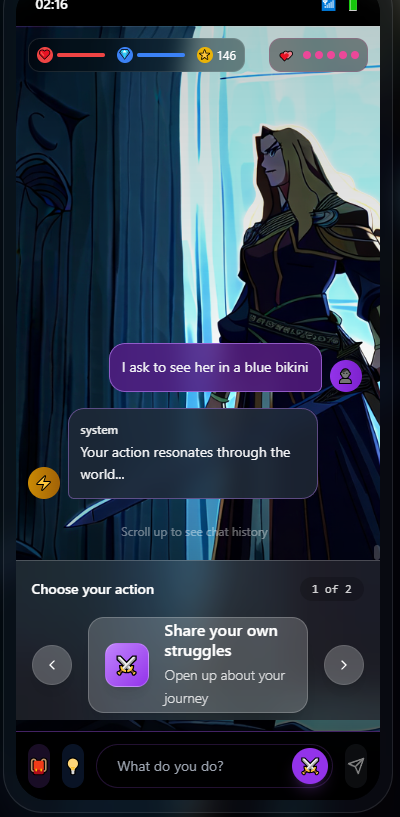 02:16
146
I ask to see her in a blue bikini
system
Your action resonates through the
world...
Scroll up to see chat history
Choose your action
1 of 2
Share your own
struggles
Open up about your
journey
What do you do?